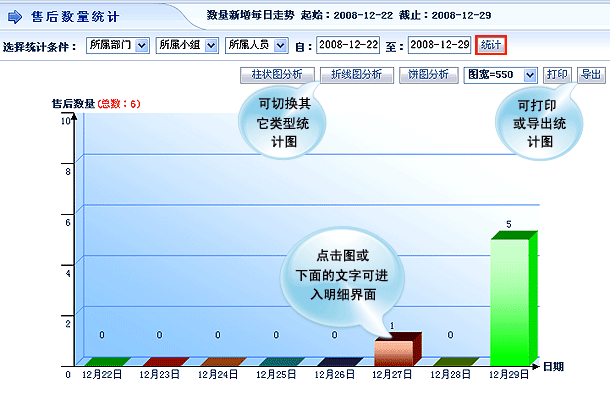 售后数量统计
数量新增每日走势 起始：2008-12-22 截止：2008-12-29
选择统计条件： 所属部门 所属小组 所属人员 自： 2008-12-22 至： 2008-12-29 统计
柱状图分析 折线图分析 饼图分析 图宽=550 打印 导出
售后数量(总数：6)
可切换其
它类型统
计图
可打印
或导出统
计图
10
8
6
4
2
0
点击图或
下面的文字可进
入明细界面
0 0 0 0 0 1 0 5
日期
12月22日 12月23日 12月24日 12月25日 12月26日 12月27日 12月28日 12月29日